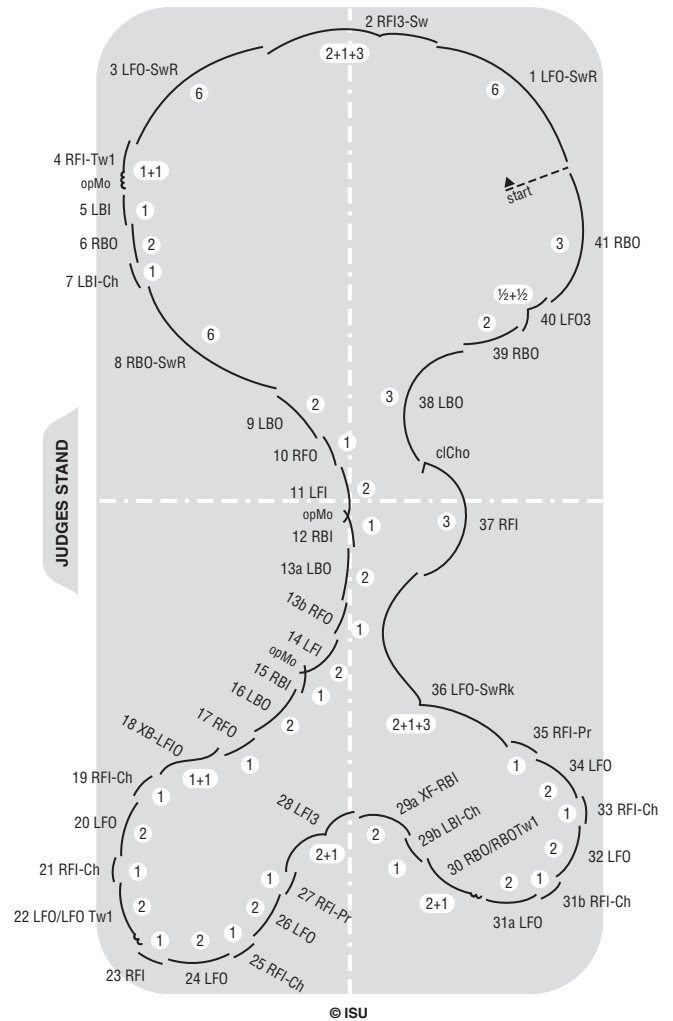 2 RFI3-Sw
2+1+3
3 LFO-SwR
1 LFO-SwR
6
6
4 RFI-Tw1
1+1
opMo
start
5 LBI
1
6 RBO
2
3
41 RBO
7 LBI-Ch
1
½+½
40 LFO3
2
39 RBO
6
8 RBO-SwR
3
38 LBO
2
9 LBO
1
10 RFO
clCho
JUDGES STAND
11 LFI
2
opMo
1
3
37 RFI
12 RBI
13a LBO
2
13b RFO
1
14 LFI
opMo
2
15 RBI
1
36 LFO-SwRk
16 LBO
2
2+1+3
17 RFO
1
35 RFI-Pr
18 XB-LFIO
1+1
1
34 LFO
19 RFI-Ch
1
2
29a XF-RBI
28 LFI3
1
33 RFI-Ch
20 LFO
2
2
29b LBI-Ch
2+1
30 RBO/RBOTw1
2
32 LFO
21 RFI-Ch
1
1
1
2
1
27 RFI-Pr
2+1
31b RFI-Ch
22 LFO/LFO Tw1
2
2
26 LFO
31a LFO
1
2
1
25 RFI-Ch
23 RFI
24 LFO
© ISU